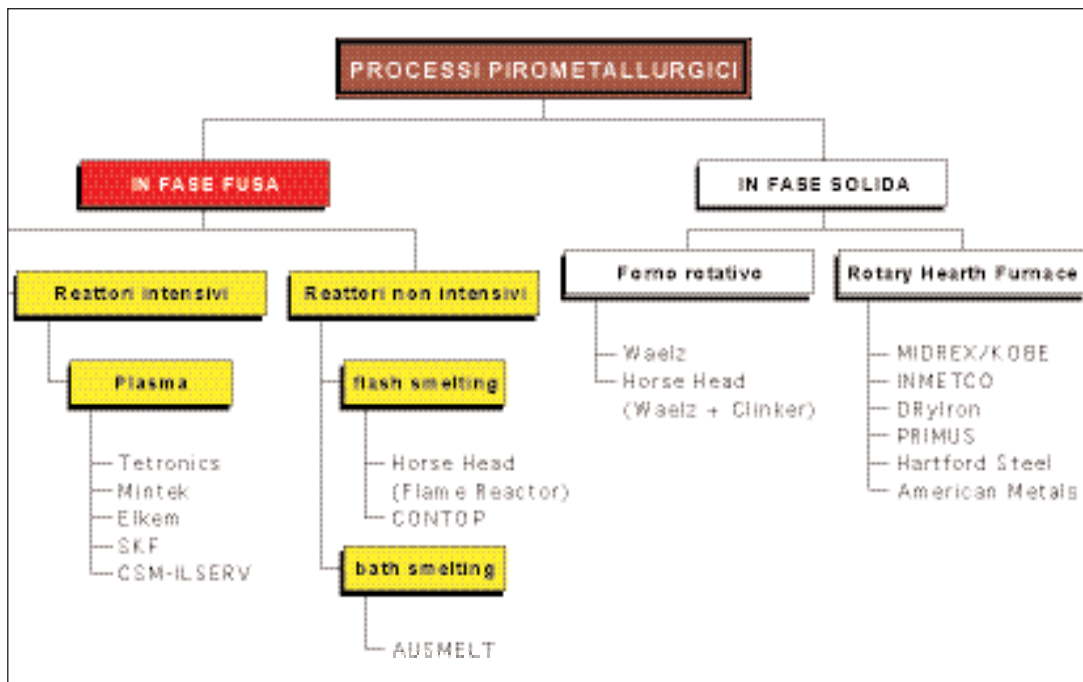 PROCESSI PIROMETALLURGICI
IN FASE FUSA
IN FASE SOLIDA
Reattori intensivi
Reattori non intensivi
Forno rotativo
Rotary Hearth Furnace
Plasma
Tetronics
Mintek
Elkem
SKF
CSM-ILSERV
flash smelting
Horse Head
(Flame Reactor)
CONTOP
bath smelting
AUSMELT
Waelz
Horse Head
(Waelz + Clinker)
MIDREX/KOBE
INMETCO
DRyIron
PRIMUS
Hartford Steel
American Metals